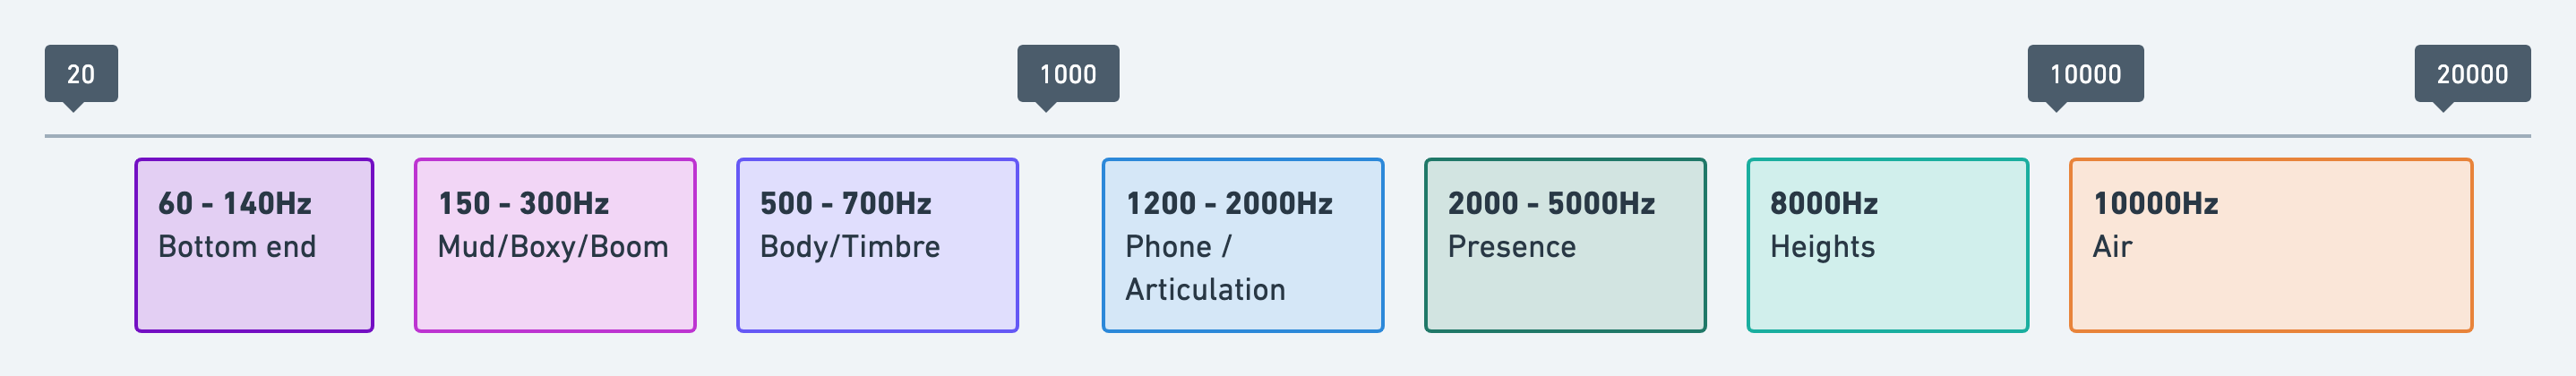 20
1000
10000
20000
60 - 140Hz
Bottom end
150 - 300Hz
Mud/Boxy/Boom
500 - 700Hz
Body/Timbre
1200 - 2000Hz
Phone /
Articulation
2000 - 5000Hz
Presence
8000Hz
Heights
10000Hz
Air